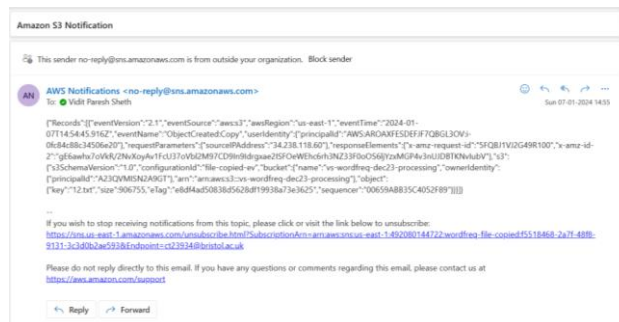 Amazon S3 Notification
This sender no-reply@sns.amazonaws.com is from outside your organization. Block sender
AN
AWS Notifications <no-reply@sns.amazonaws.com>
To: Vidit Paresh Sheth
Sun 07-01-2024 14:55
{"Records":[{"eventVersion":"2.1","eventSource":"aws:s3","awsRegion":"us-east-1","eventTime":"2024-01-
07T14:54:45.916Z","eventName":"ObjectCreated:Copy","userIdentity":
{"principalId":
"requestParameters":{"sourceIPAddress":"34.238.118.60"},"responseElements":{"x-amz-request-id":"5FQBJ1VJ2G49R100","x-amz-id-
2":
"s3":
{"s3SchemaVersion":"1.0","configurationId":"file-copied-ev","bucket":{"name":"vs-wordfreq-dec23-processing","ownerIdentity":
{"principalId":"A23QVMISN2A9GT"},"arn":"arn:aws:s3:::vs-wordfreq-dec23-processing"},"object":
{"key":"12.txt","size":906755,"eTag":"e8df4ad50838d5628df19938a73e3625","sequencer":"00659ABB35C4052F89"}}}]}
--
If you wish to stop receiving notifications from this topic, please click or visit the link below to unsubscribe:
https://sns.us-east-1.amazonaws.com/unsubscribe.html?SubscriptionArn=arn:aws:sns:us-east-1:492080144722:wordfreq-file-copied:f5518468-2a7f-48f8-
9131-3c3d0b2ae593&Endpoint=ct23934@bristol.ac.uk
Please do not reply directly to this email. If you have any questions or comments regarding this email, please contact us at
https://aws.amazon.com/support
Reply
Forward